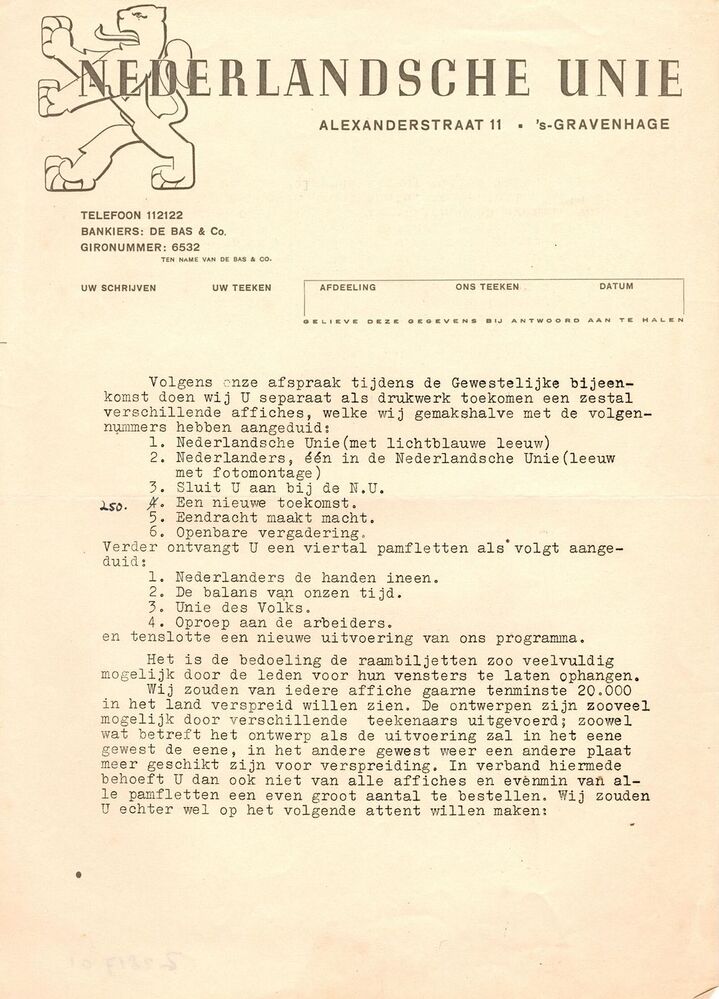 NEDERLANDSCHE UNIE
ALEXANDERSTRAAT 11 ▪ 's-GRAVENHAGE
TELEFOON 112122
BANKIERS: DE BAS & Co.
GIRONUMMER: 6532
TEN NAME VAN DE BAS & CO.
UW SCHRIJVEN UW TEEKEN AFDEELING ONS TEEKEN DATUM
GELIEVE DEZE GEGEVENS BIJ ANTWOORD AAN TE HALEN
Volgens onze afspraak tijdens de Gewestelijke bijeen-
komst doen wij U separaat als drukwerk toekomen een zestal
verschillende affiches, welke wij gemakshalve met de volgen-
nummers hebben aangeduid:
1. Nederlandsche Unie(met lichtblauwe leeuw)
2. Nederlanders, één in de Nederlandsche Unie(leeuw
met fotomontage)
3. Sluit U aan bij de N.U.
250. 4. Een nieuwe toekomst.
5. Eendracht maakt macht.
6. Openbare vergadering.
Verder ontvangt U een viertal pamfletten als volgt aange-
duid:
1. Nederlanders de handen ineen.
2. De balans van onzen tijd.
3. Unie des Volks.
4. Oproep aan de arbeiders.
en tenslotte een nieuwe uitvoering van ons programma.
Het is de bedoeling de raambiljetten zoo veelvuldig
mogelijk door de leden voor hun vensters te laten ophangen.
Wij zouden van iedere affiche gaarne tenminste 20.000
in het land verspreid willen zien. De ontwerpen zijn zooveel
mogelijk door verschillende teekenaars uitgevoerd; zoowel
wat betreft het ontwerp als de uitvoering zal in het eene
gewest de eene, in het andere gewest weer een andere plaat
meer geschikt zijn voor verspreiding. In verband hiermede
behoeft U dan ook niet van alle affiches en evènmin van al-
le pamfletten een even groot aantal te bestellen. Wij zouden
U echter wel op het volgende attent willen maken: